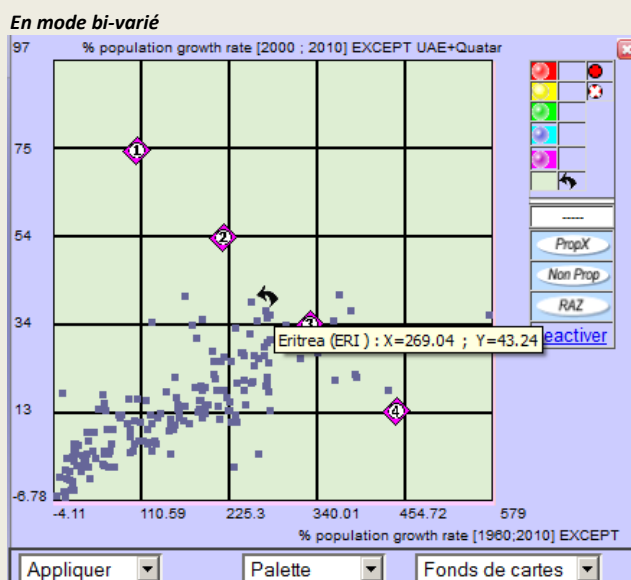 En mode bi-varié
97 % population growth rate [2000 ; 2010] EXCEPT UAE+Quatar
75
1
54
2
PropX
Non Prop
34
3
RAZ
Eritrea (ERI ) : X=269.04 ; Y=43.24
eactiver
13
4
-6.78
-4.11 110.59 225.3 340.01 454.72 579
% population growth rate [1960;2010] EXCEPT
Appliquer Palette Fonds de cartes